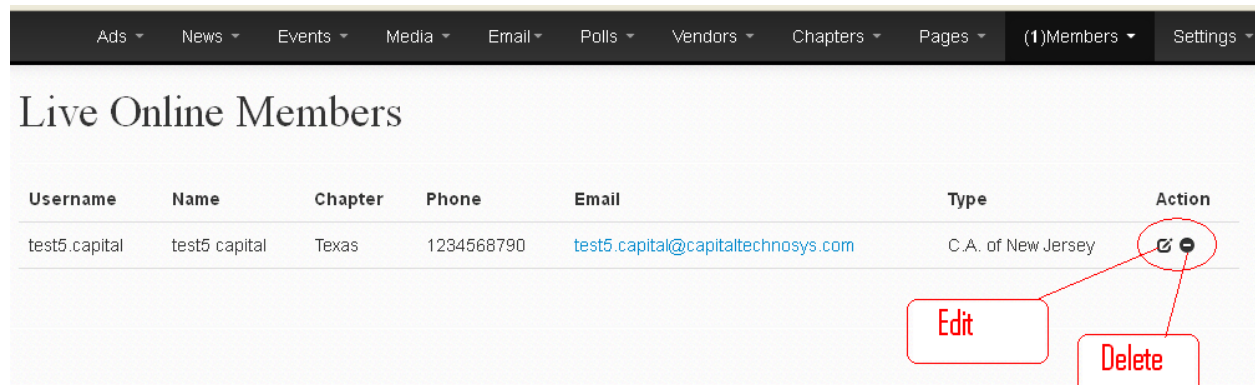 Ads News Events Media Email Polls Vendors Chapters Pages (1)Members Settings
Live Online Members
Username Name Chapter Phone Email Type Action
test5.capital test5 capital Texas 1234568790 test5.capital@capitaltechnosys.com C.A. of New Jersey
Edit
Delete